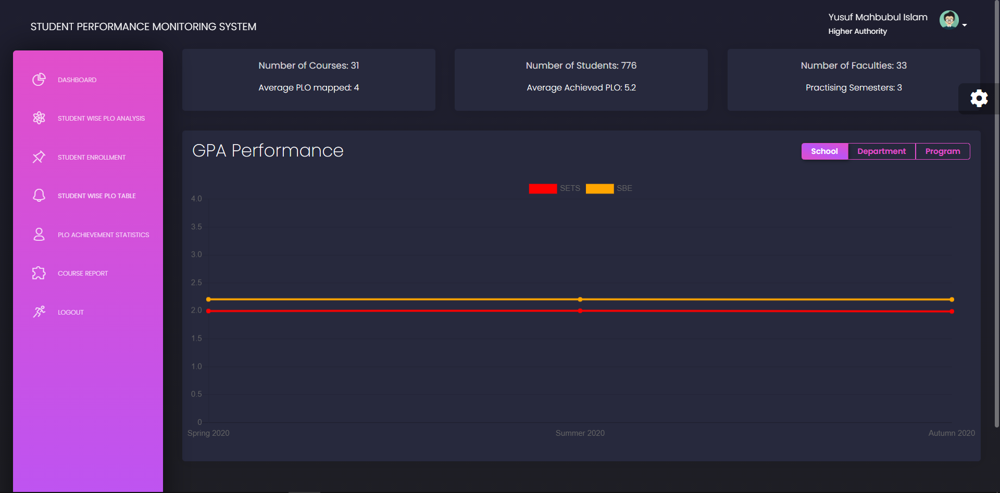 STUDENT PERFORMANCE MONITORING SYSTEM
Yusuf Mahbubul Islam
Higher Authority
DASHBOARD
STUDENT WISE PLO ANALYSIS
STUDENT ENROLLMENT
STUDENT WISE PLO TABLE
PLO ACHIEVEMENT STATISTICS
COURSE REPORT
LOGOUT
Number of Courses: 31
Average PLO mapped: 4
Number of Students: 776
Average Achieved PLO: 5.2
Number of Faculties: 33
Practising Semesters: 3
GPA Performance
School Department Program
SETS SBE
4.0
3.5
3.0
2.5
2.0
1.5
1.0
0.5
0
Spring 2020 Summer 2020 Autumn 2020